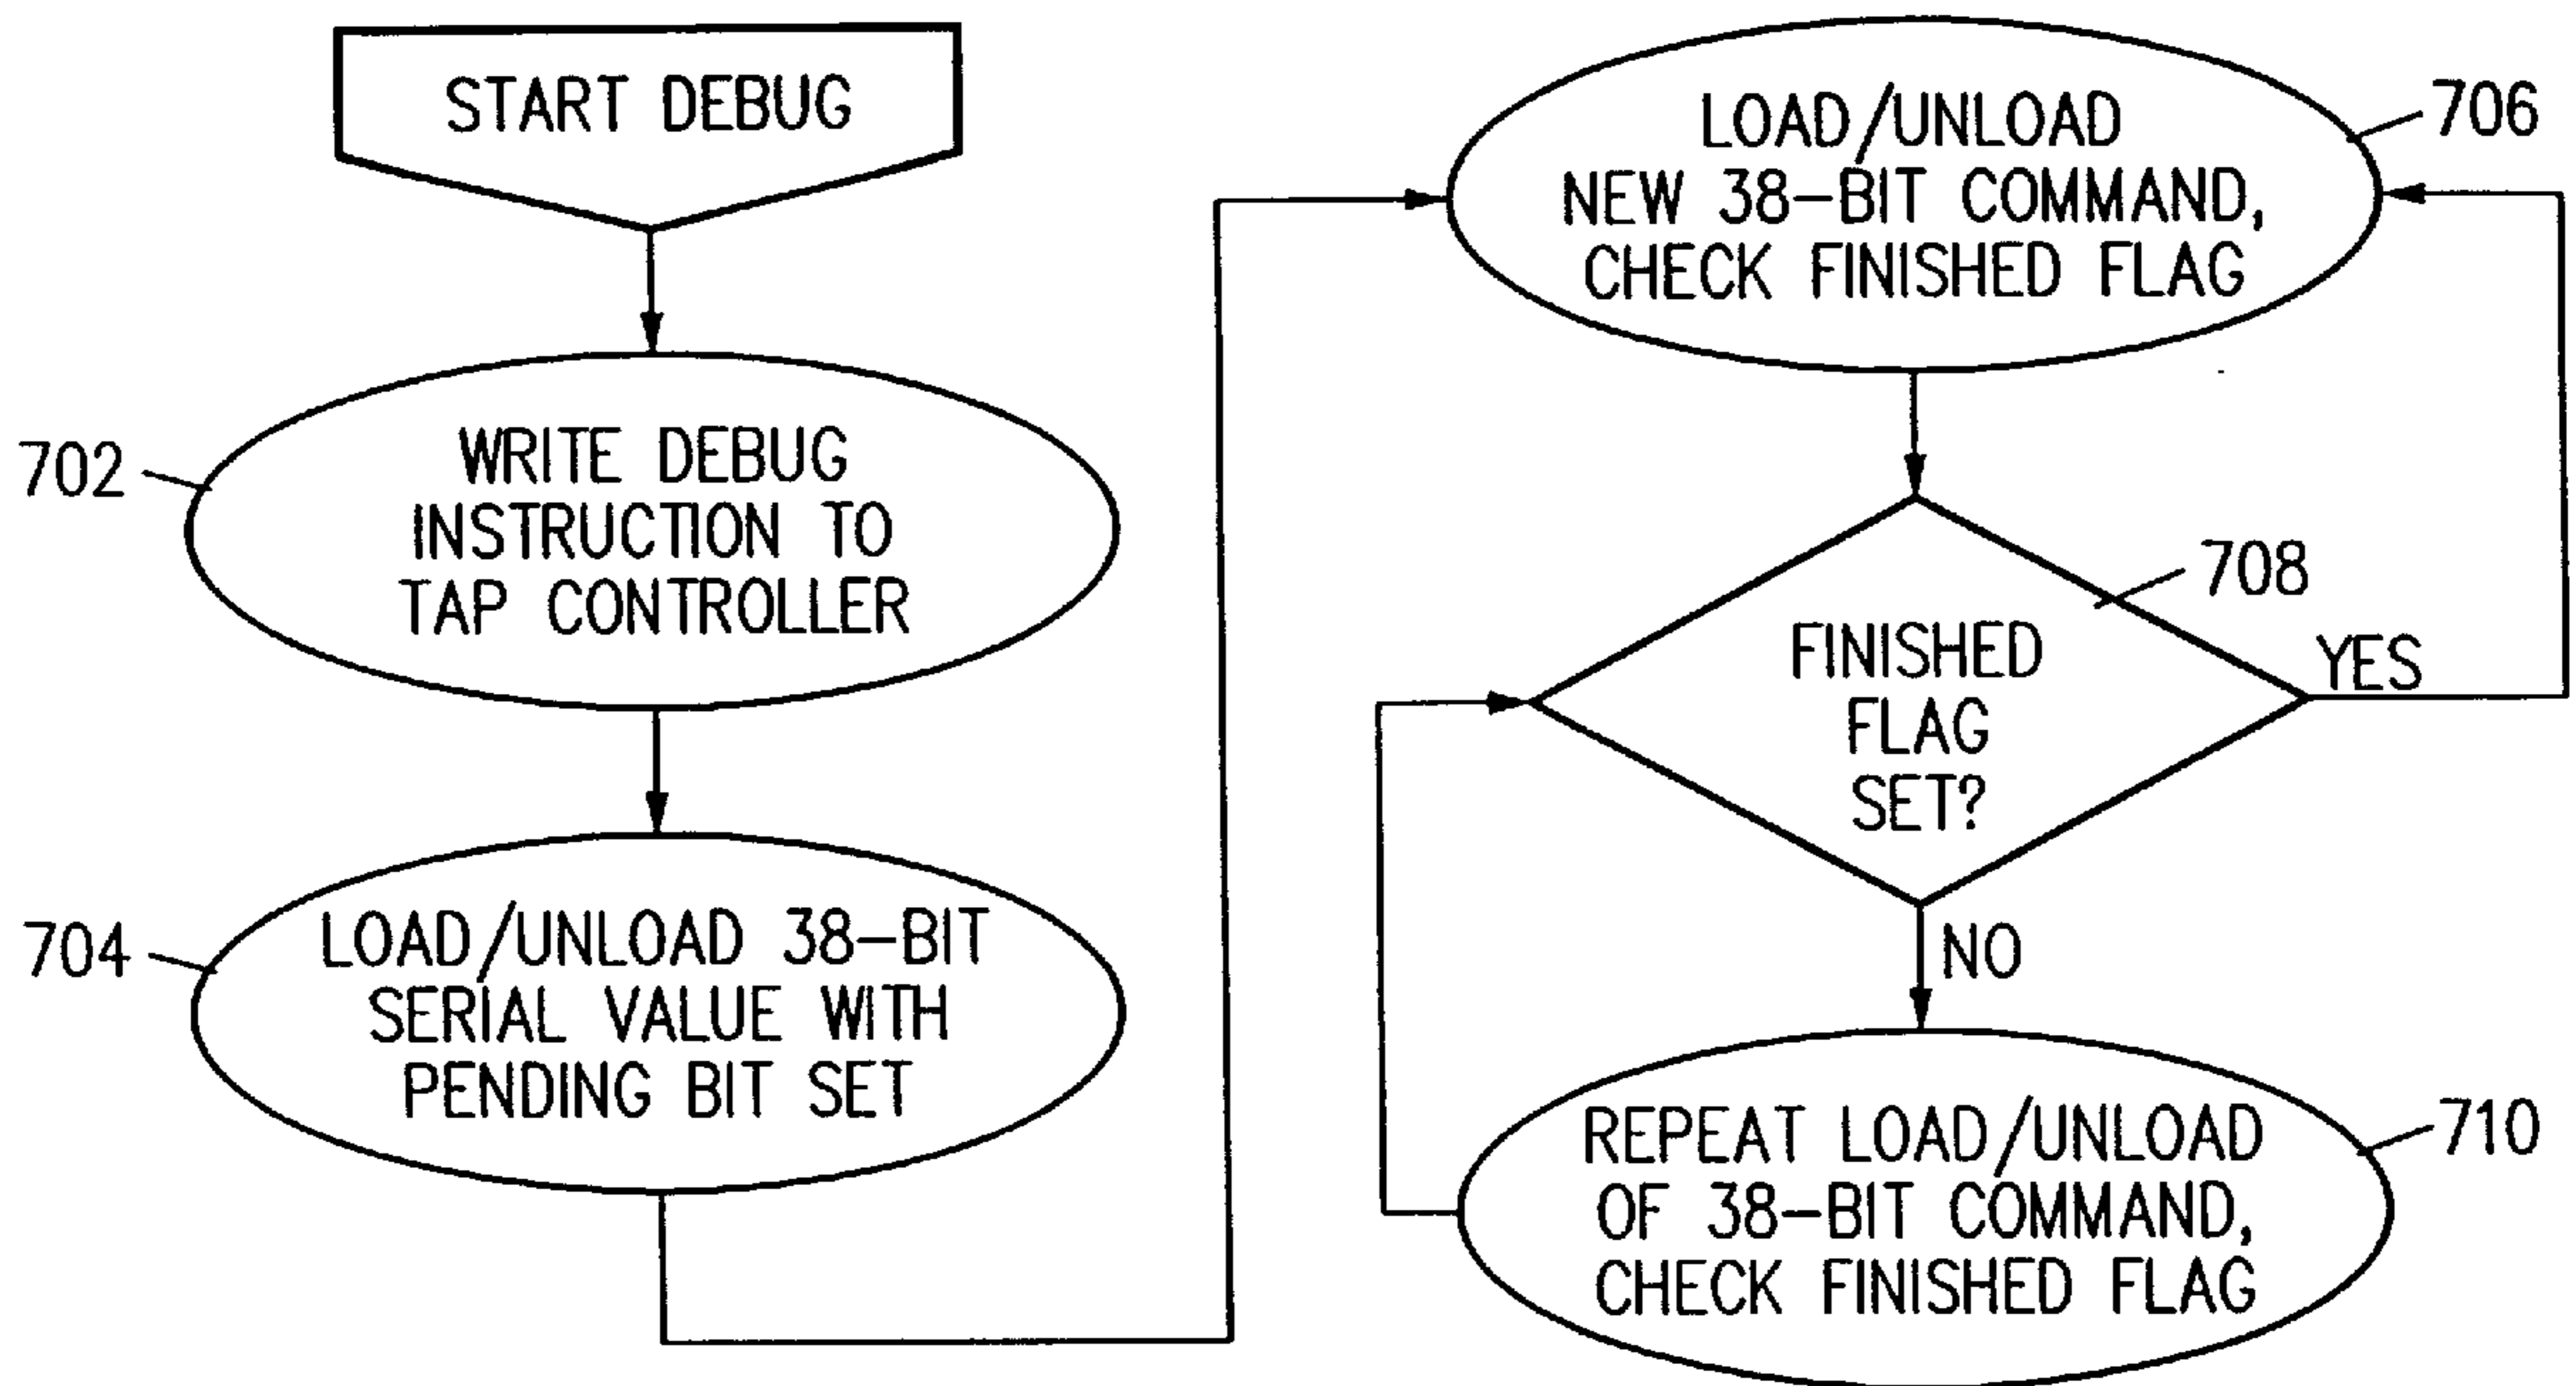 START DEBUG
702
WRITE DEBUG
INSTRUCTION TO
TAP CONTROLLER
704
LOAD/UNLOAD 38-BIT
SERIAL VALUE WITH
PENDING BIT SET
706
LOAD/UNLOAD
NEW 38-BIT COMMAND,
CHECK FINISHED FLAG
708
FINISHED
FLAG
SET?
YES
NO
710
REPEAT LOAD/UNLOAD
OF 38-BIT COMMAND,
CHECK FINISHED FLAG